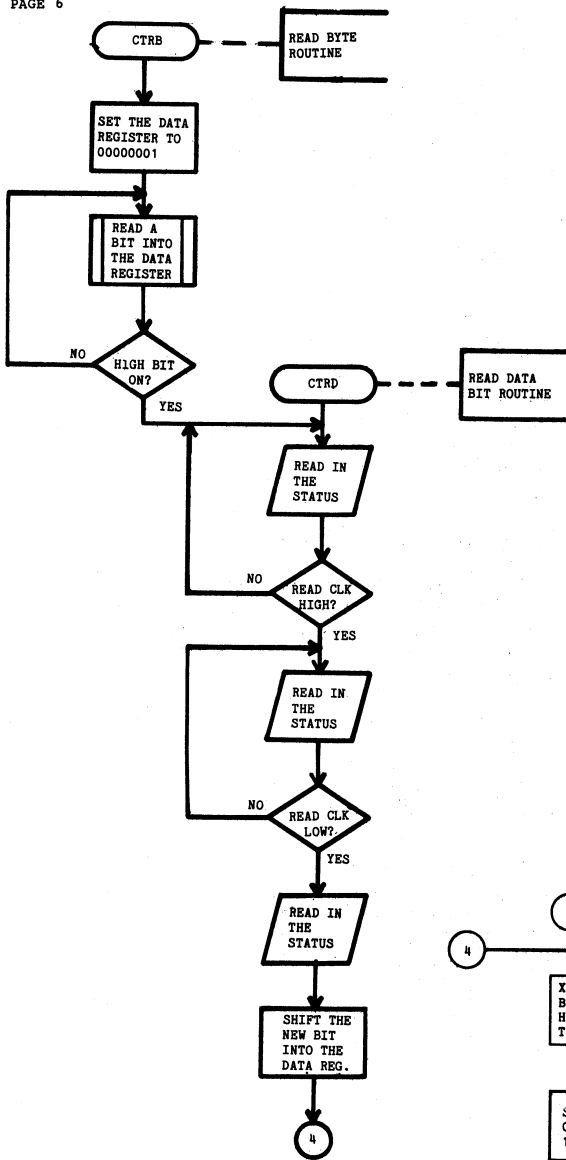 PAGE 6
CTRB
READ BYTE
ROUTINE
SET THE DATA
REGISTER TO
00000001
READ A
BIT INTO
THE DATA
REGISTER
NO
HIGH BIT
ON?
YES
CTRD
READ DATA
BIT ROUTINE
READ IN
THE
STATUS
NO
READ CLK
HIGH?
YES
READ IN
THE
STATUS
NO
READ CLK
LOW?
YES
READ IN
THE
STATUS
4
SHIFT THE
NEW BIT
INTO THE
DATA REG.
4